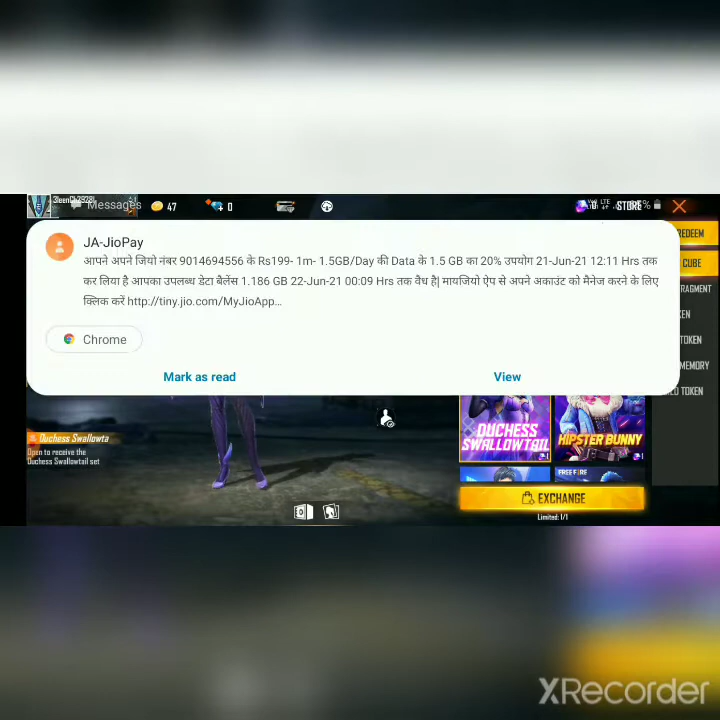 Messages
47
0
STORE
REDEEM
JA-JioPay
आपने अपने जियो नंबर 9014694556 के Rs199- 1m- 1.5GB/Day की Data के 1.5 GB का 20% उपयोग 21-Jun-21 12:11 Hrs तक
CUBE
कर लिया है आपका उपलब्ध डेटा बैलेंस 1.186 GB 22-Jun-21 00:09 Hrs तक वैध है| मायजियो ऐप से अपने अकाउंट को मैनेज करने के लिए
क्लिक करें http://tiny.jio.com/MyJioApp...
Chrome
TOKEN
MEMORY
Mark as read
View
TOKEN
DUCHESS
SWALLOWTAIL
HIPSTER BUNNY
Duchess Swallowta
Open to receive the
Duchess Swallowtail set
FREE FIRE
EXCHANGE
Limited: 1/1
XRecorder